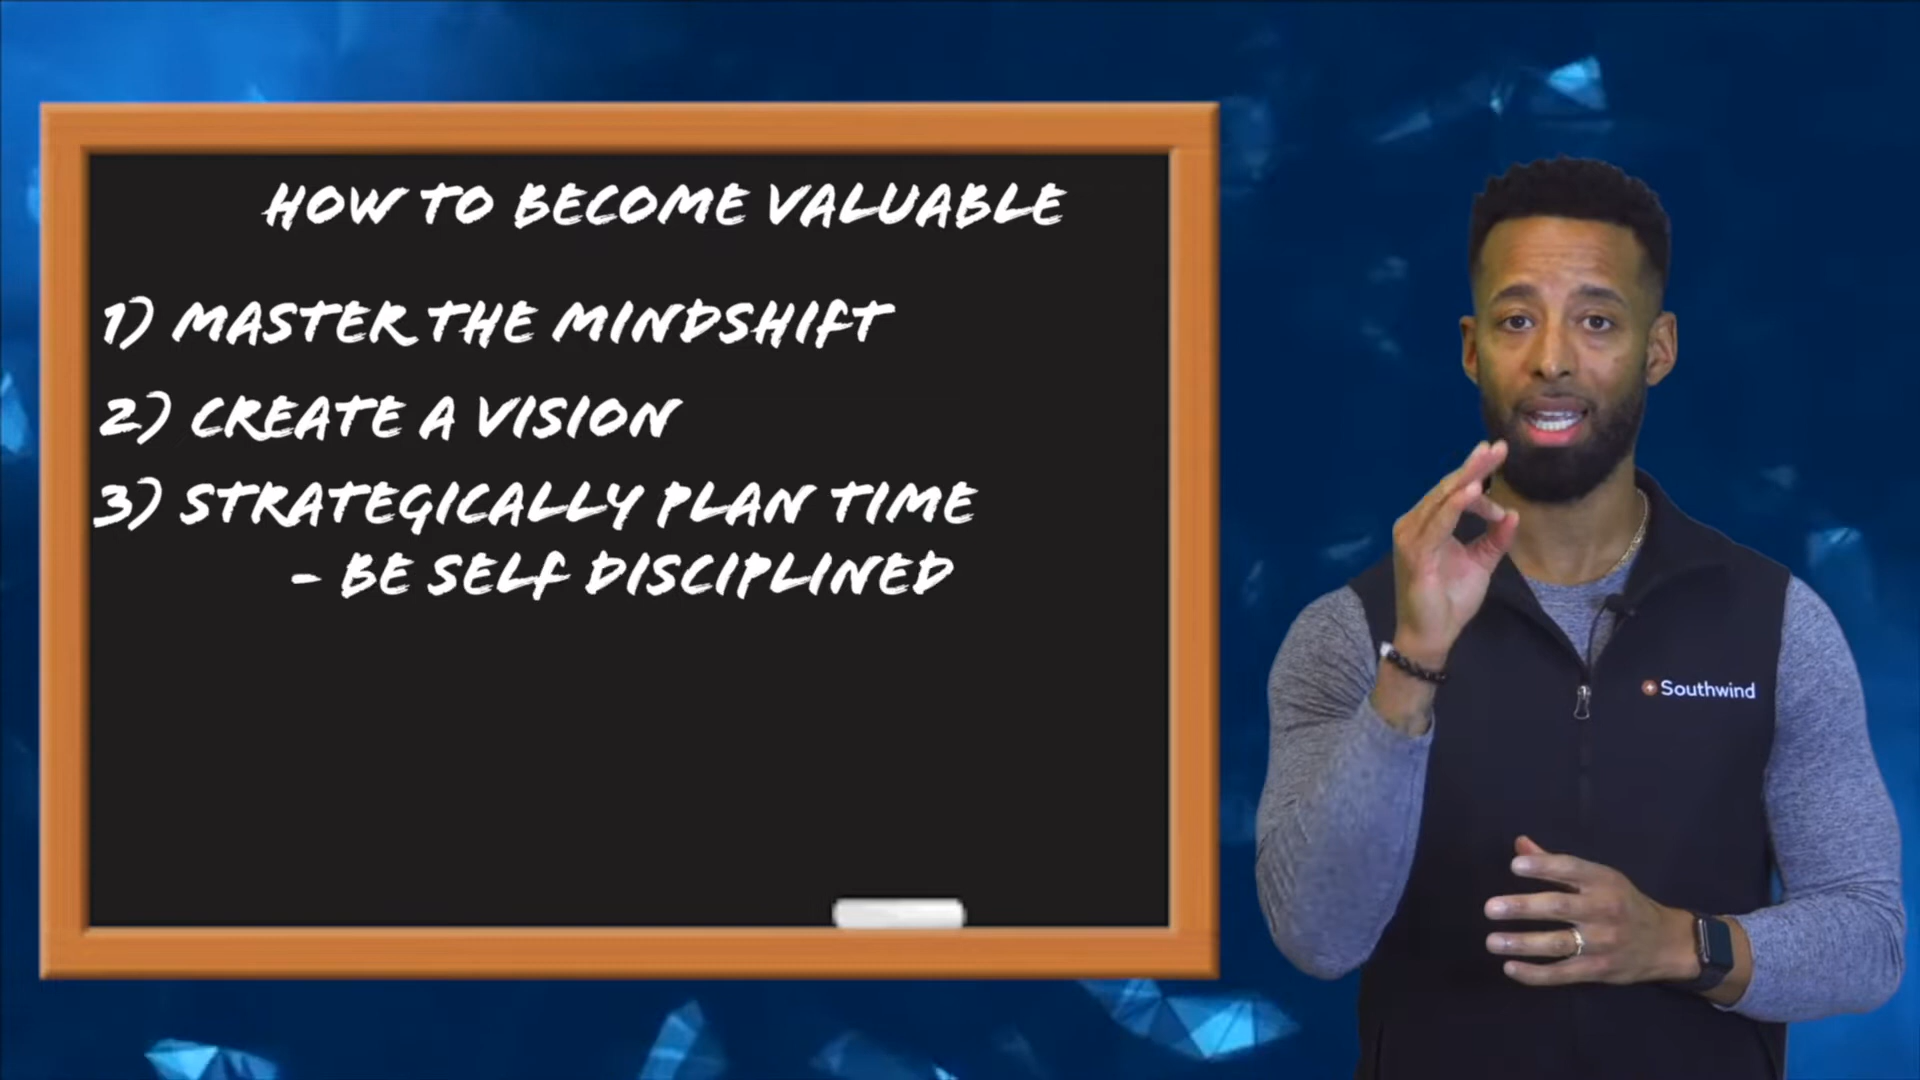 HOW TO BECOME VALUABLE
1) MASTER THE MINDSHIFT
2) CREATE A VISION
3) STRATEGICALLY PLAN TIME
- BE SELF DISCIPLINED
Southwind